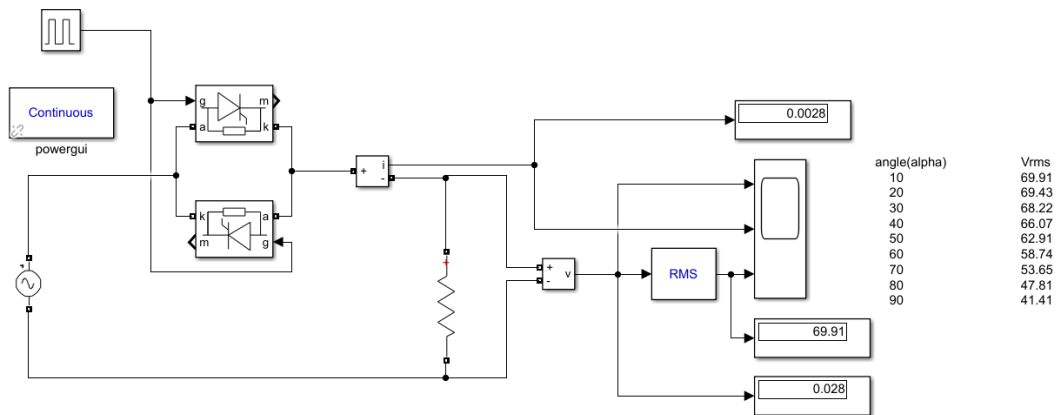 Continuous
powergui
g m
a k
k a
m g
+ i
-
+
+
- v
RMS
0.0028
69.91
0.028
angle(alpha) Vrms
10 69.91
20 69.43
30 68.22
40 66.07
50 62.91
60 58.74
70 53.65
80 47.81
90 41.41